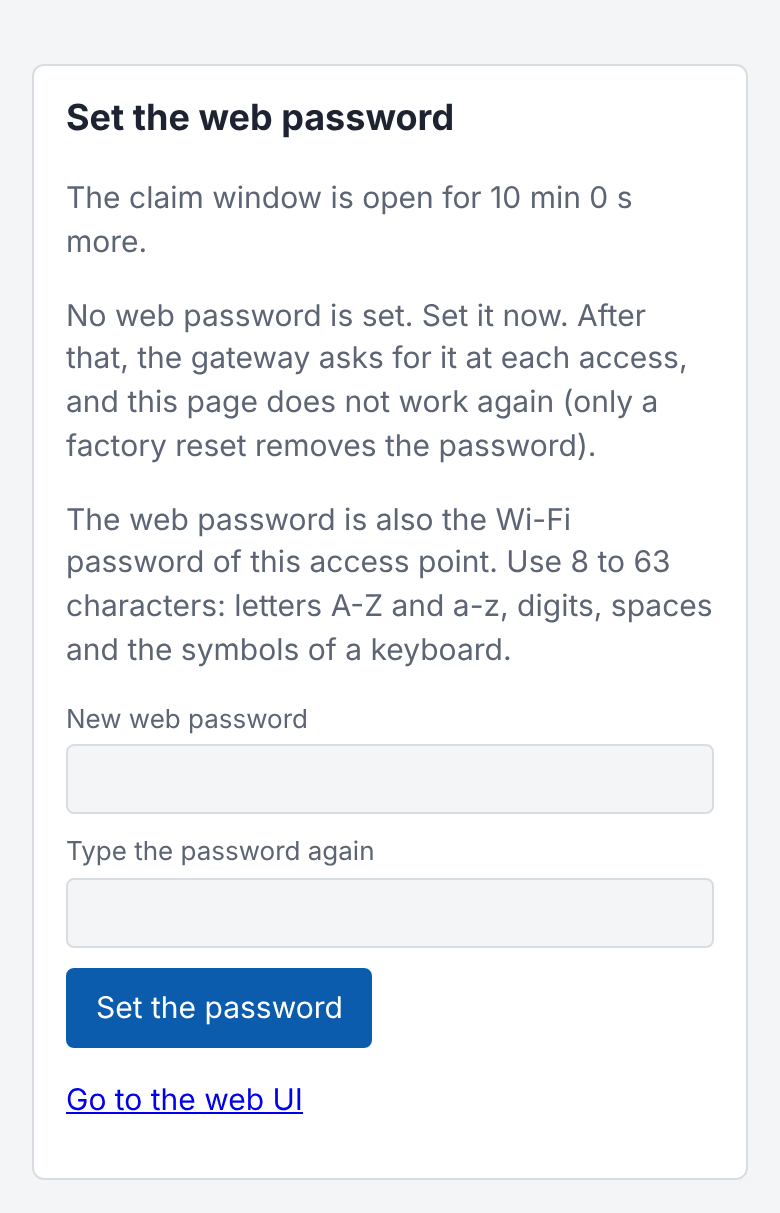 Set the web password
The claim window is open for 10 min 0 s
more.
No web password is set. Set it now. After
that, the gateway asks for it at each access,
and this page does not work again (only a
factory reset removes the password).
The web password is also the Wi-Fi
password of this access point. Use 8 to 63
characters: letters A-Z and a-z, digits, spaces
and the symbols of a keyboard.
New web password
Type the password again
Set the password
Go to the web UI